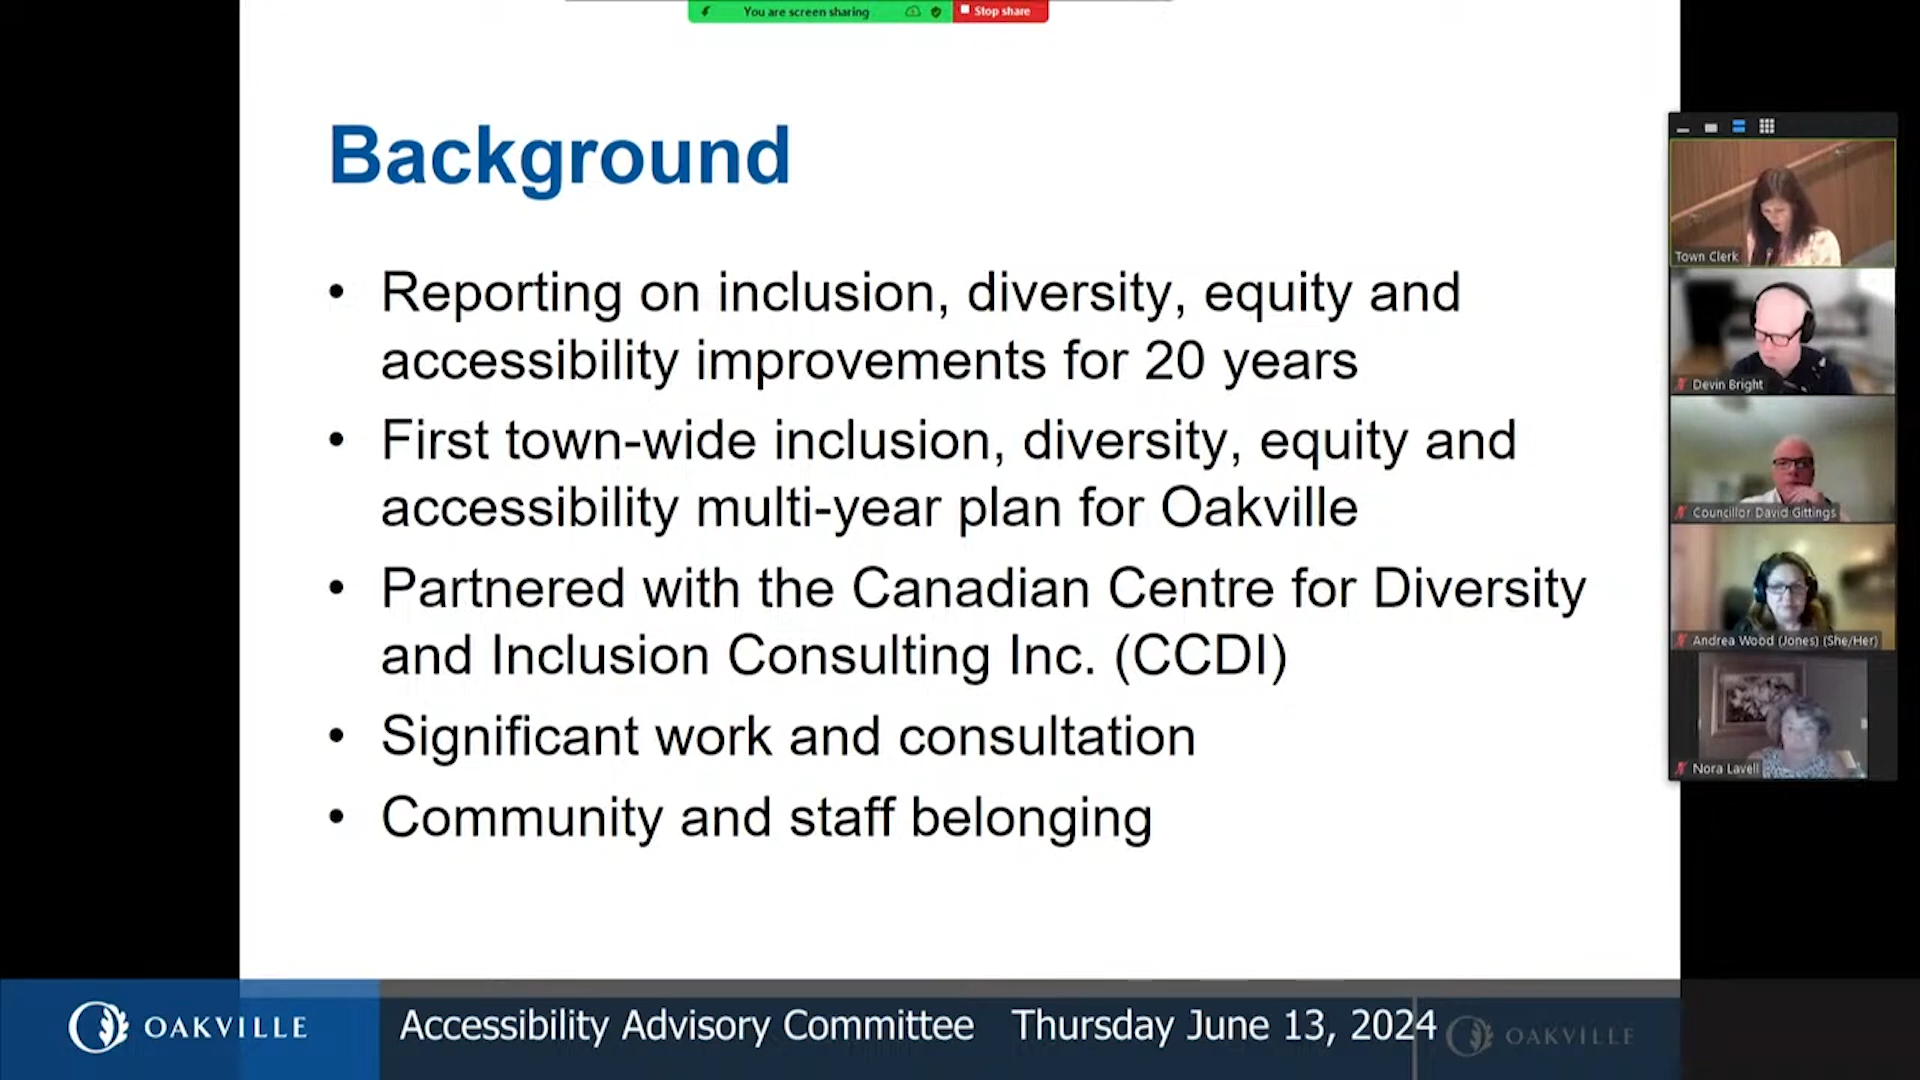 You are screen sharing
Stop share
Background
• Reporting on inclusion, diversity, equity and
accessibility improvements for 20 years
• First town-wide inclusion, diversity, equity and
accessibility multi-year plan for Oakville
• Partnered with the Canadian Centre for Diversity
and Inclusion Consulting Inc. (CCDI)
• Significant work and consultation
• Community and staff belonging
Town Clerk
Devin Bright
Councillor David Gittings
Andrea Wood (Jones) (She/Her)
Nora Lavell
OAKVILLE
Accessibility Advisory Committee Thursday June 13, 2024
OAKVILLE